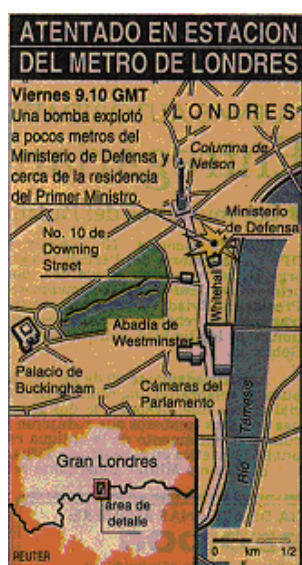 ATENTADO EN ESTACION
DEL METRO DE LONDRES
Viernes 9.10 GMT
Una bomba explotó
a pocos metros del
Ministerio de Defensa y
cerca de la residencia
del Primer Ministro.
LONDRES
Columna de
Nelson
Ministerio
de Defensa
No. 10 de
Downing
Street
Whitehall
Abadía de
Westminster
Palacio de
Buckingham
Cámaras del
Parlamento
Río Támesis
Gran Londres
área de
detalle
REUTER
0 km 1/2